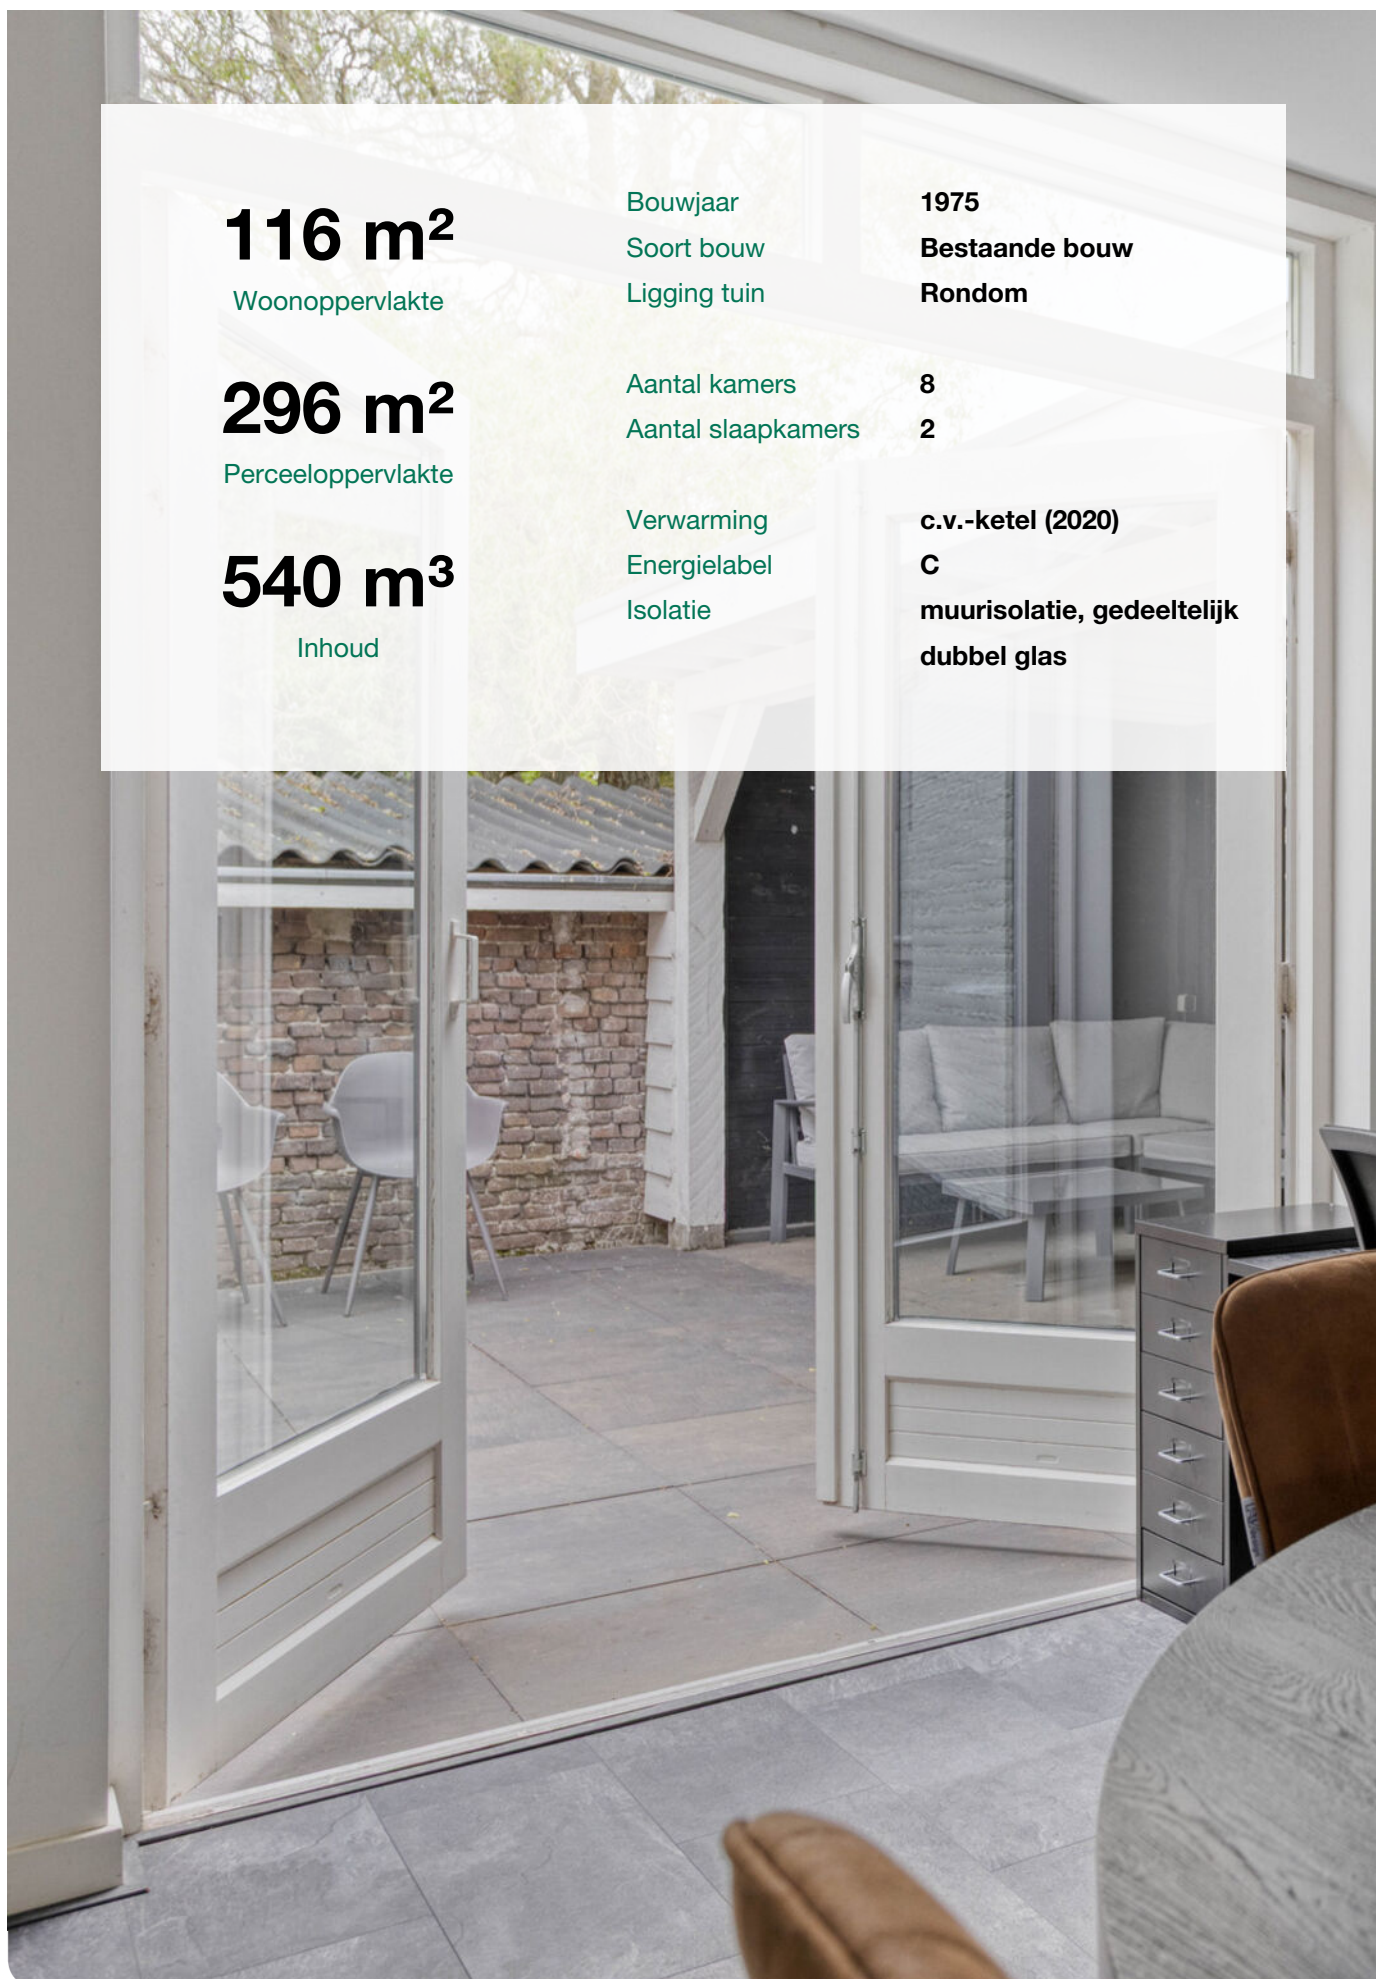 116 m²
Woonoppervlakte
296 m²
Perceeloppervlakte
540 m³
Inhoud
Bouwjaar 1975
Soort bouw Bestaande bouw
Ligging tuin Rondom
Aantal kamers 8
Aantal slaapkamers 2
Verwarming c.v.-ketel (2020)
Energielabel C
Isolatie muurisolatie, gedeeltelijk
dubbel glas